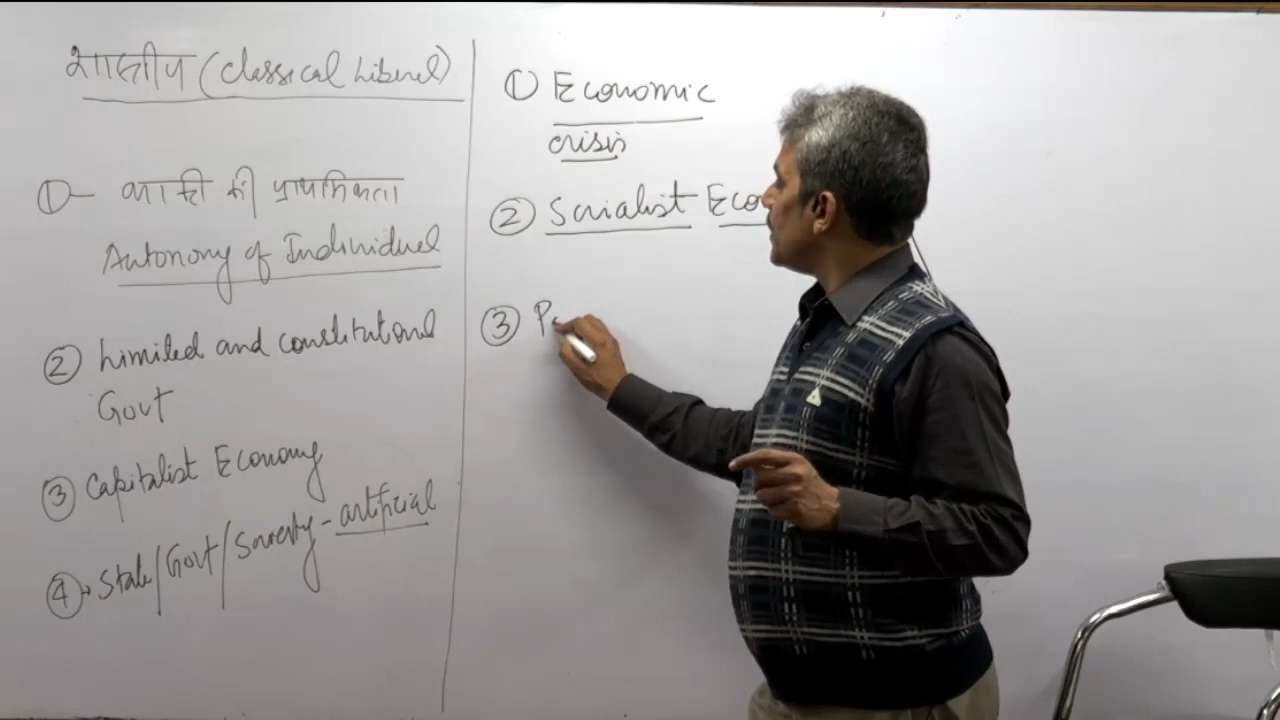 शास्त्रीय (Classical Liberal)
①- व्यक्ति की प्राथमिकता
Autonomy of Individual
② Limited and constitutional
Govt
③ Capitalist Economy
④ State/Govt/Society - artificial
① Economic
crisis
② Socialist
③